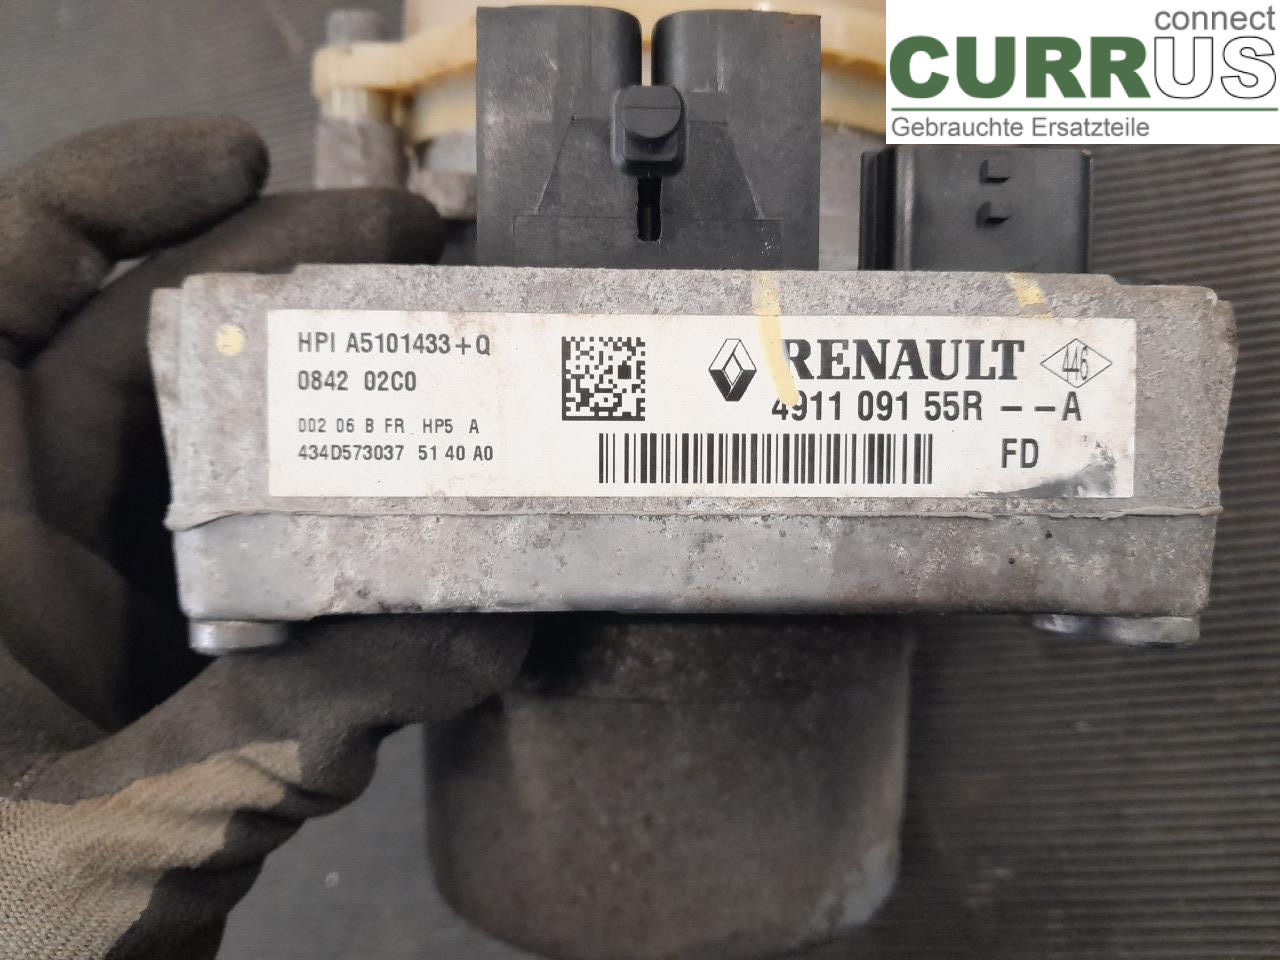 connect
CURRUS
Gebrauchte Ersatzteile
HPI A5101433+Q
0842 02C0
002 06 B FR HP5 A
434D573037 51 40 A0
RENAULT
446
4911 091 55R --A
FD